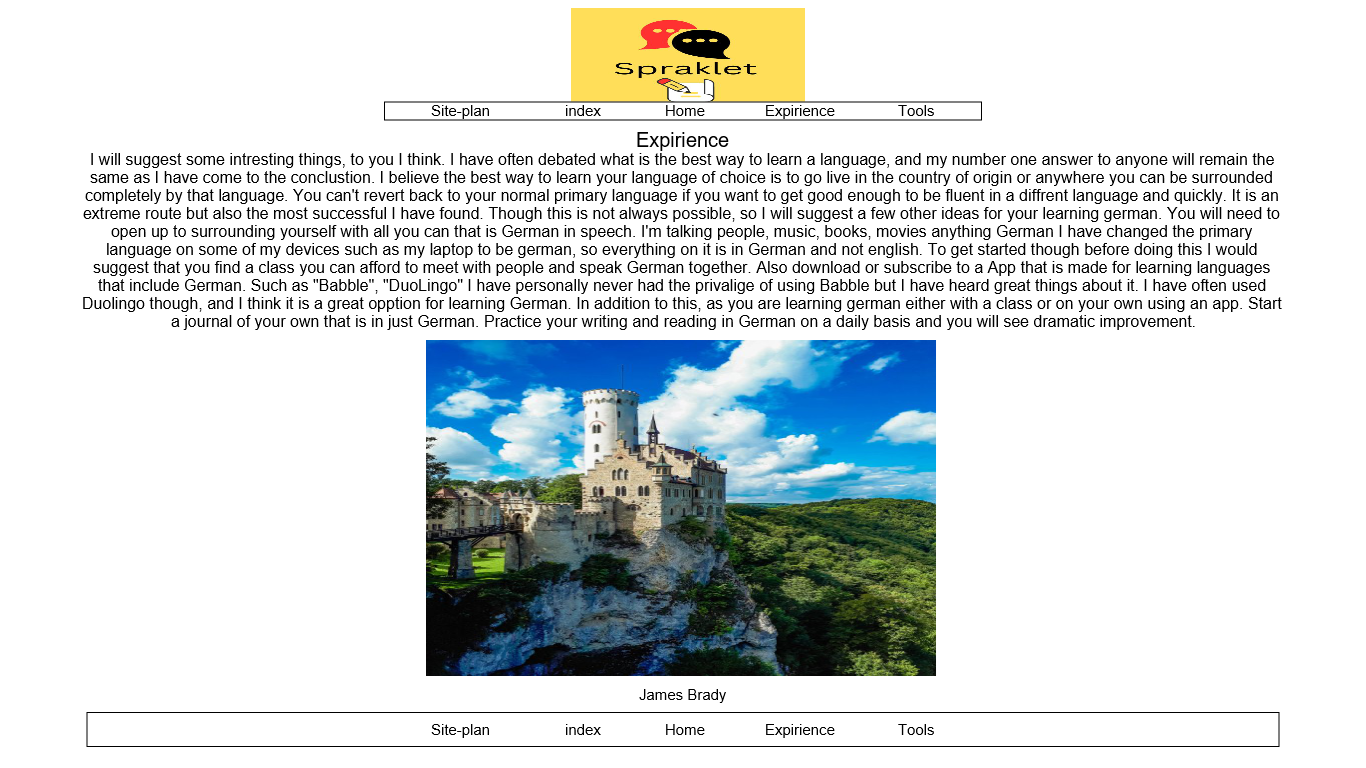 Spraklet
Site-plan index Home Expirience Tools
Expirience
I will suggest some intresting things, to you I think. I have often debated what is the best way to learn a language, and my number one answer to anyone will remain the
same as I have come to the conclustion. I believe the best way to learn your language of choice is to go live in the country of origin or anywhere you can be surrounded
completely by that language. You can't revert back to your normal primary language if you want to get good enough to be fluent in a diffrent language and quickly. It is an
extreme route but also the most successful I have found. Though this is not always possible, so I will suggest a few other ideas for your learning german. You will need to
open up to surrounding yourself with all you can that is German in speech. I'm talking people, music, books, movies anything German I have changed the primary
language on some of my devices such as my laptop to be german, so everything on it is in German and not english. To get started though before doing this I would
suggest that you find a class you can afford to meet with people and speak German together. Also download or subscribe to a App that is made for learning languages
that include German. Such as "Babble", "DuoLingo" I have personally never had the privalige of using Babble but I have heard great things about it. I have often used
Duolingo though, and I think it is a great opption for learning German. In addition to this, as you are learning german either with a class or on your own using an app. Start
a journal of your own that is in just German. Practice your writing and reading in German on a daily basis and you will see dramatic improvement.
James Brady
Site-plan index Home Expirience Tools